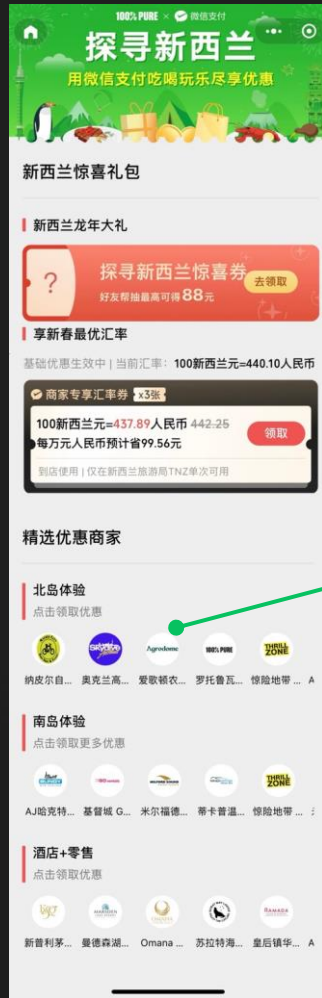 100% PURE × 微信支付
探寻新西兰
用微信支付吃喝玩乐尽享优惠
新西兰惊喜礼包
新西兰龙年大礼
?
探寻新西兰惊喜券
好友帮抽最高可得88元
去领取
享新春最优汇率
基础优惠生效中 | 当前汇率: 100新西兰元=440.10人民币
商家专享汇率券 x3张
100新西兰元=437.89人民币 442.25
每万元人民币预计省99.56元
领取
到店使用 | 仅在新西兰旅游局TNZ单次可用
精选优惠商家
北岛体验
点击领取优惠
Agrodome
100% PURE
THRILL ZONE
纳皮尔自... 奥克兰高... 爱歌顿农... 罗托鲁瓦... 惊险地带 ... A
南岛体验
点击领取更多优惠
THRILL ZONE
AJ哈克特... 基督城 G... 米尔福德... 蒂卡普温... 惊险地带 ...
酒店+零售
点击领取优惠
RAMADA
新普利茅... 曼德森湖... Omana ... 苏拉特海... 皇后镇华... A